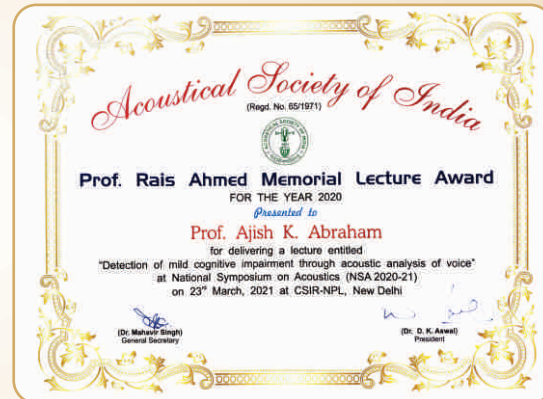 Acoustical Society of India
(Regd. No. 65/1971)
Prof. Rais Ahmed Memorial Lecture Award
FOR THE YEAR 2020
Presented to
Prof. Ajish K. Abraham
for delivering a lecture entitled
"Detection of mild cognitive impairment through acoustic analysis of voice"
at National Symposium on Acoustics (NSA 2020-21)
on 23rd March, 2021 at CSIR-NPL, New Delhi
(Dr. Mahavir Singh)
General Secretary
(Dr. D. K. Aswal)
President